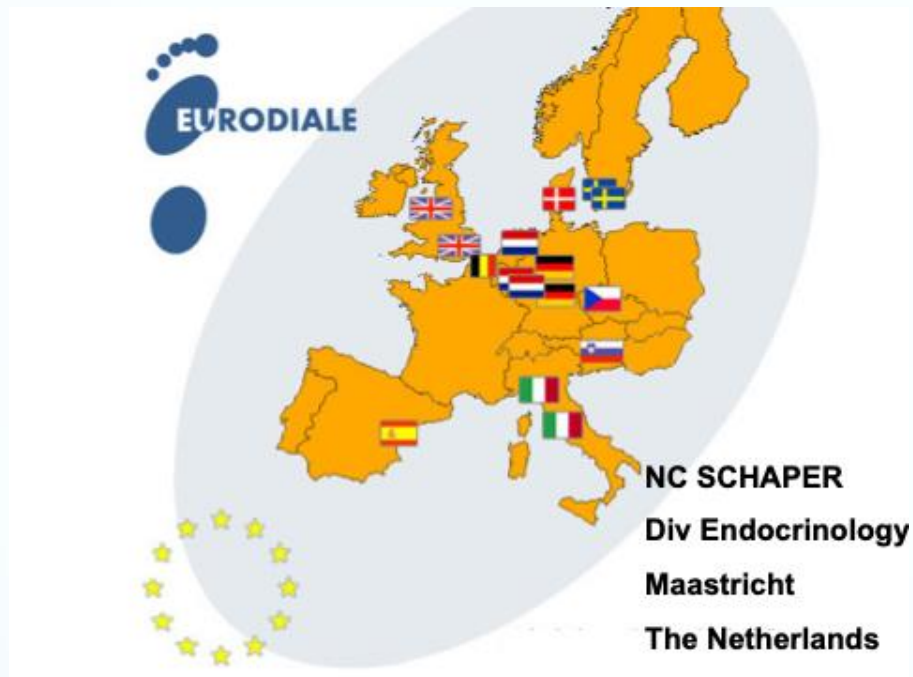 EURODIALE
NC SCHAPER
Div Endocrinology
Maastricht
The Netherlands